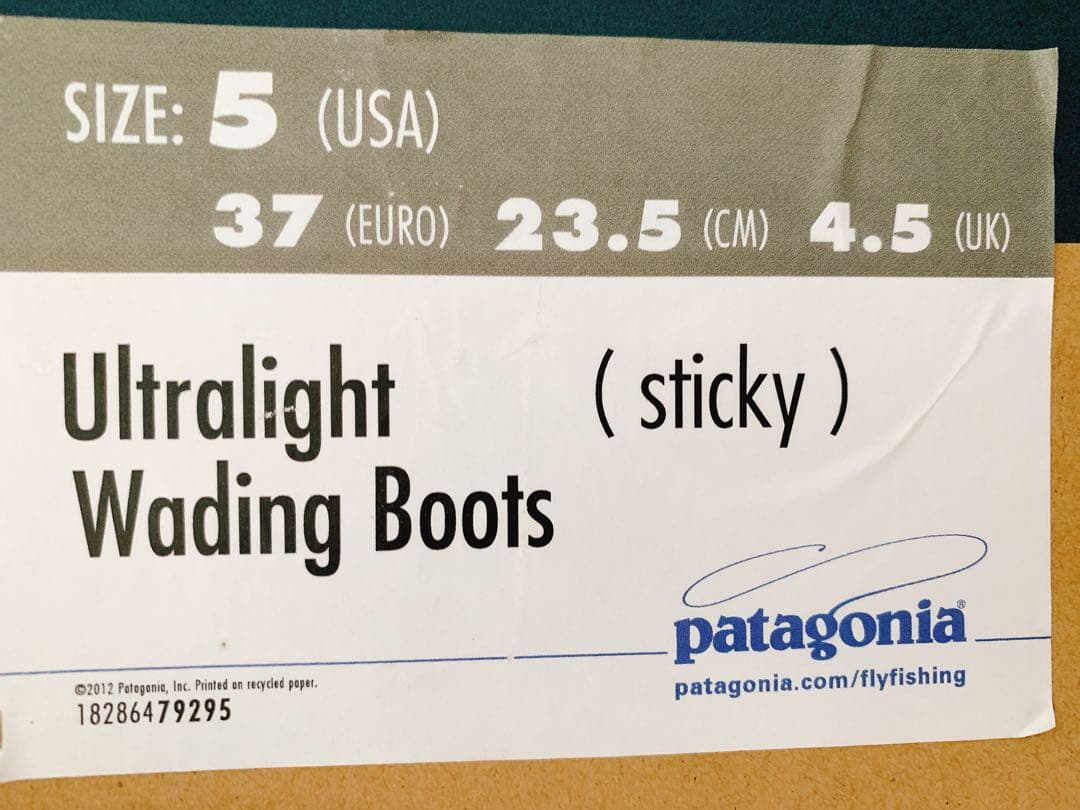 SIZE: 5 (USA)
37 (EURO) 23.5 (CM) 4.5 (UK)
Ultralight (sticky)
Wading Boots
patagonia®
patagonia.com/flyfishing
©2012 Patagonia, Inc. Printed on recycled paper.
18286479295